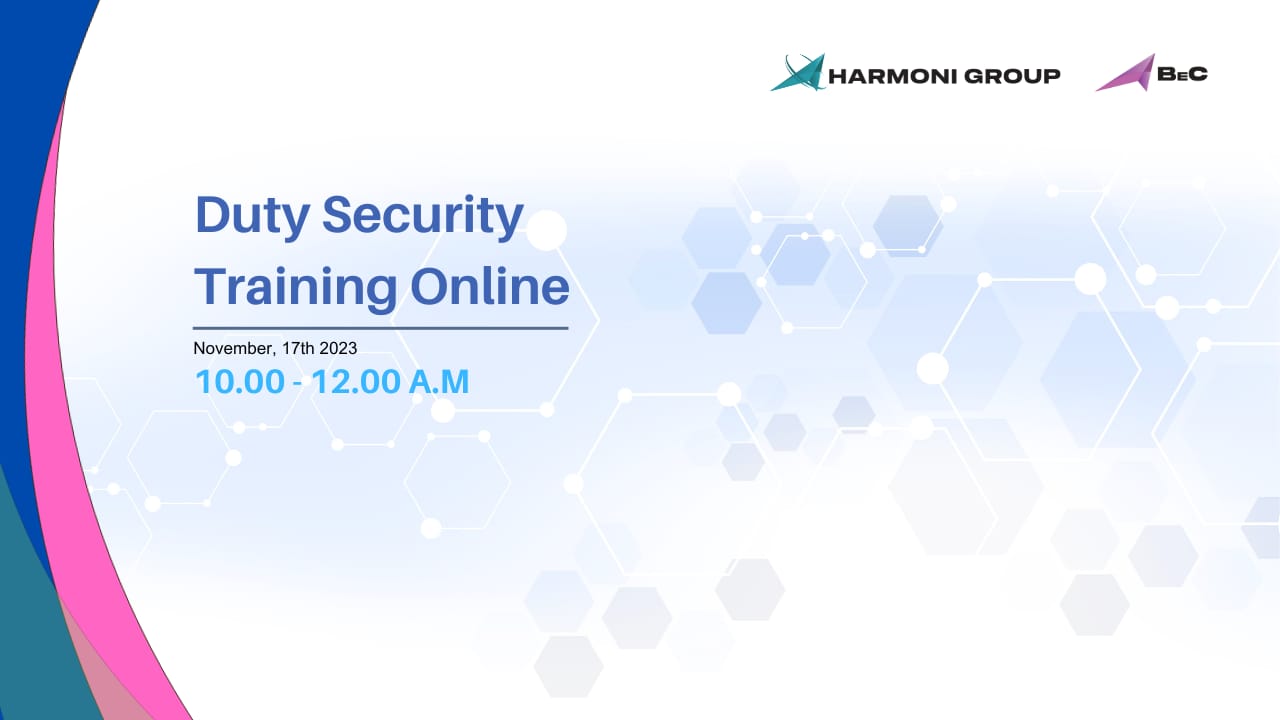 HARMONI GROUP
BEC
Duty Security
Training Online
November, 17th 2023
10.00 - 12.00 A.M